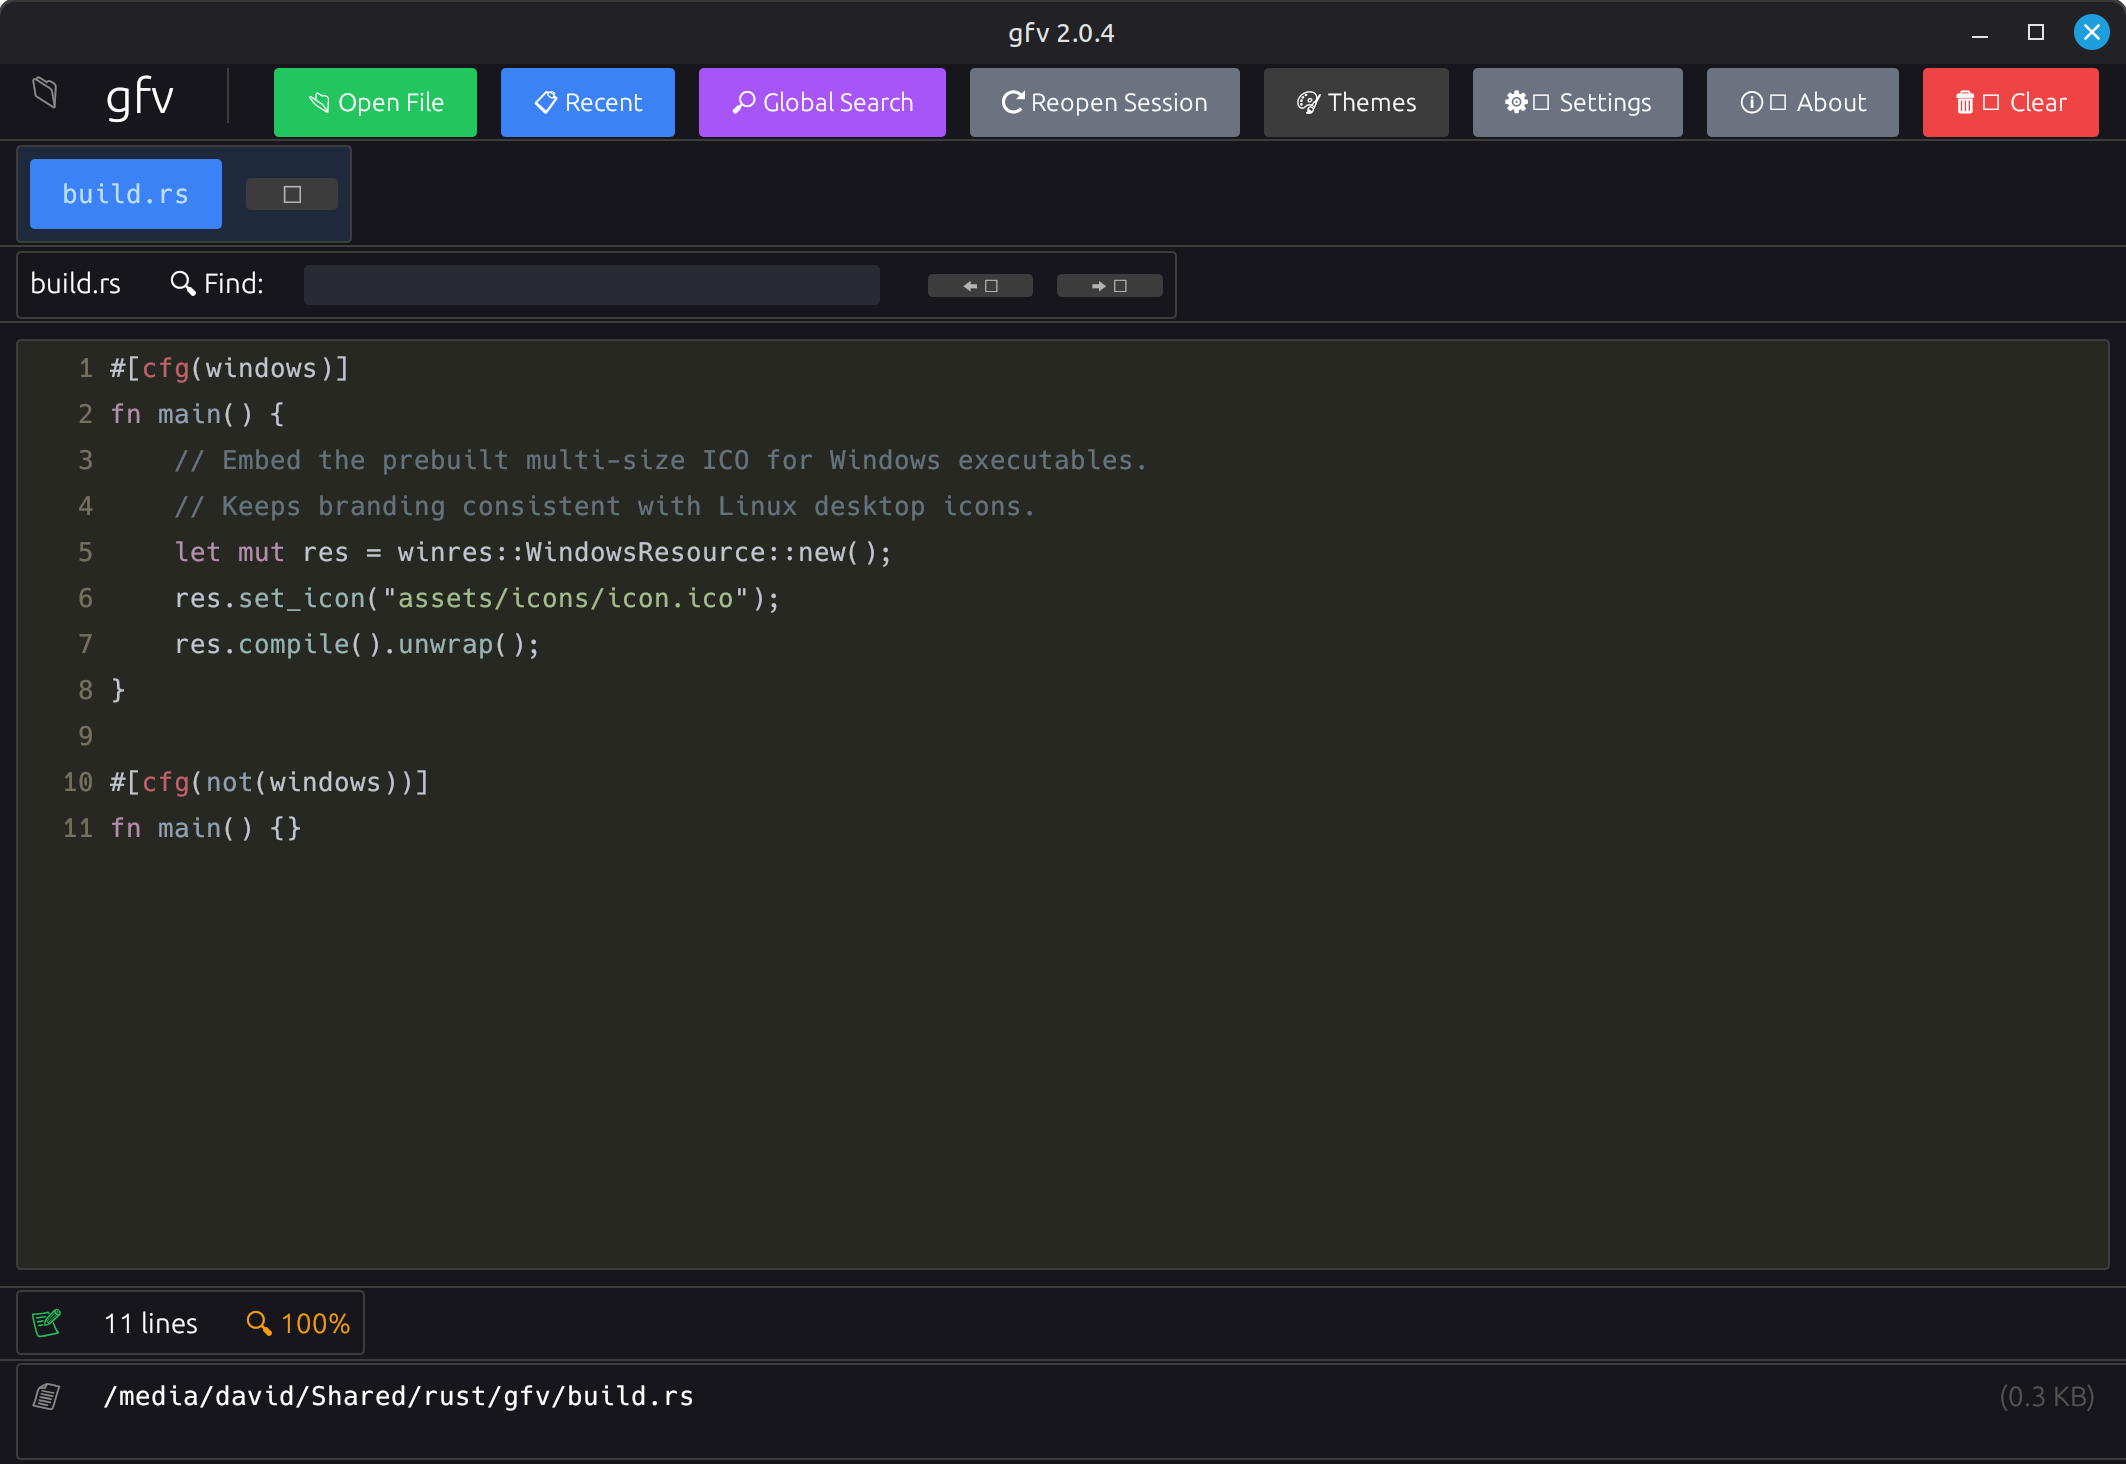 gfv 2.0.4
gfv Open File Recent Global Search Reopen Session Themes Settings About Clear
build.rs
build.rs Find:
1 #[cfg(windows)]
2 fn main() {
3     // Embed the prebuilt multi-size ICO for Windows executables.
4     // Keeps branding consistent with Linux desktop icons.
5     let mut res = winres::WindowsResource::new();
6     res.set_icon("assets/icons/icon.ico");
7     res.compile().unwrap();
8 }
9
10 #[cfg(not(windows))]
11 fn main() {}
11 lines 100%
/media/david/Shared/rust/gfv/build.rs (0.3 KB)